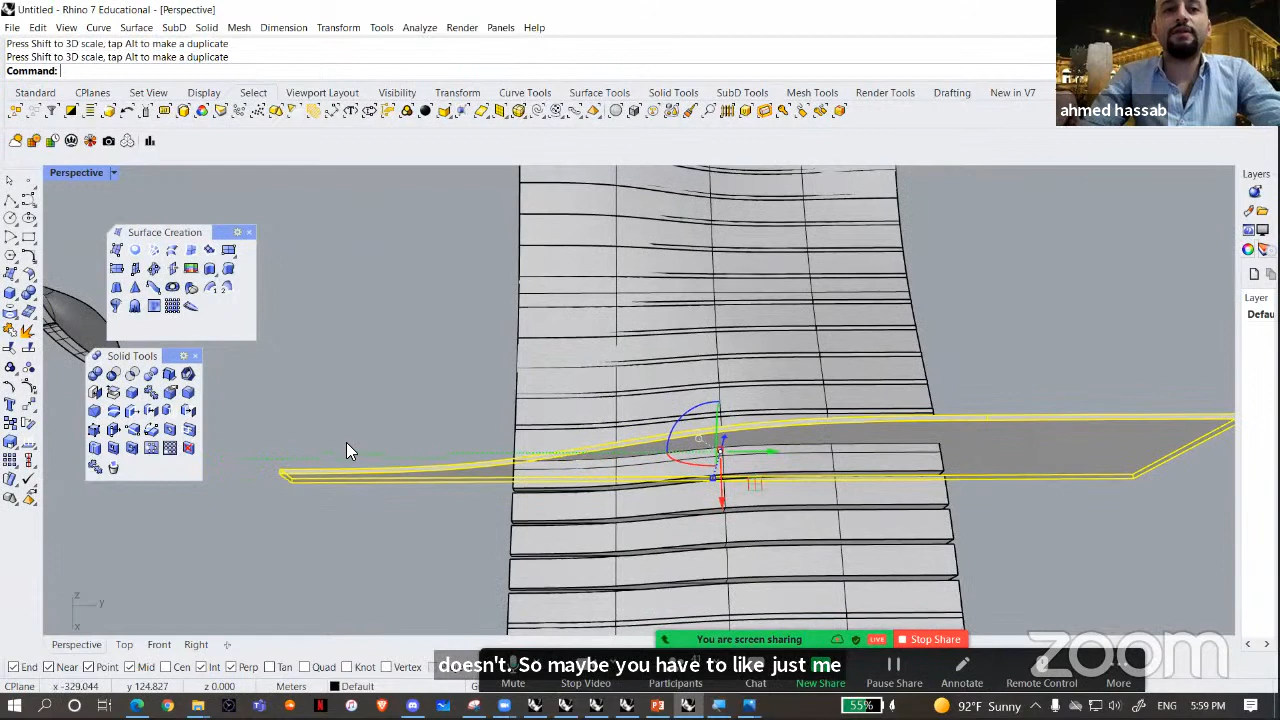 Untitled - Rhino 7 Educational - [Perspective]
File Edit View Curve Surface SubD Solid Mesh Dimension Transform Tools Analyze Render Panels Help
Press Shift to 3D scale, tap Alt to make a duplicate
Press Shift to 3D scale, tap Alt to make a duplicate
Command:
Standard CPlanes Set View Display Select Viewport Layout Visibility Transform Curve Tools Surface Tools Solid Tools SubD Tools Mesh Tools Render Tools Drafting New in V7
ahmed hassab
Perspective
Layers
Surface Creation
Layer
Defau
Solid Tools
z
y
x
You are screen sharing LIVE Stop Share
Perspective Top Front Right
zoom
doesn't. So maybe you have to like just me
End Near Point Mid Cen Int Perp Tan Quad Knot Vertex
Mute Stop Video Participants Chat New Share Pause Share Annotate Remote Control More
CPlane x -329.044 y 124.827 z 0.000 Meters Default
55% 92°F Sunny ENG 5:59 PM